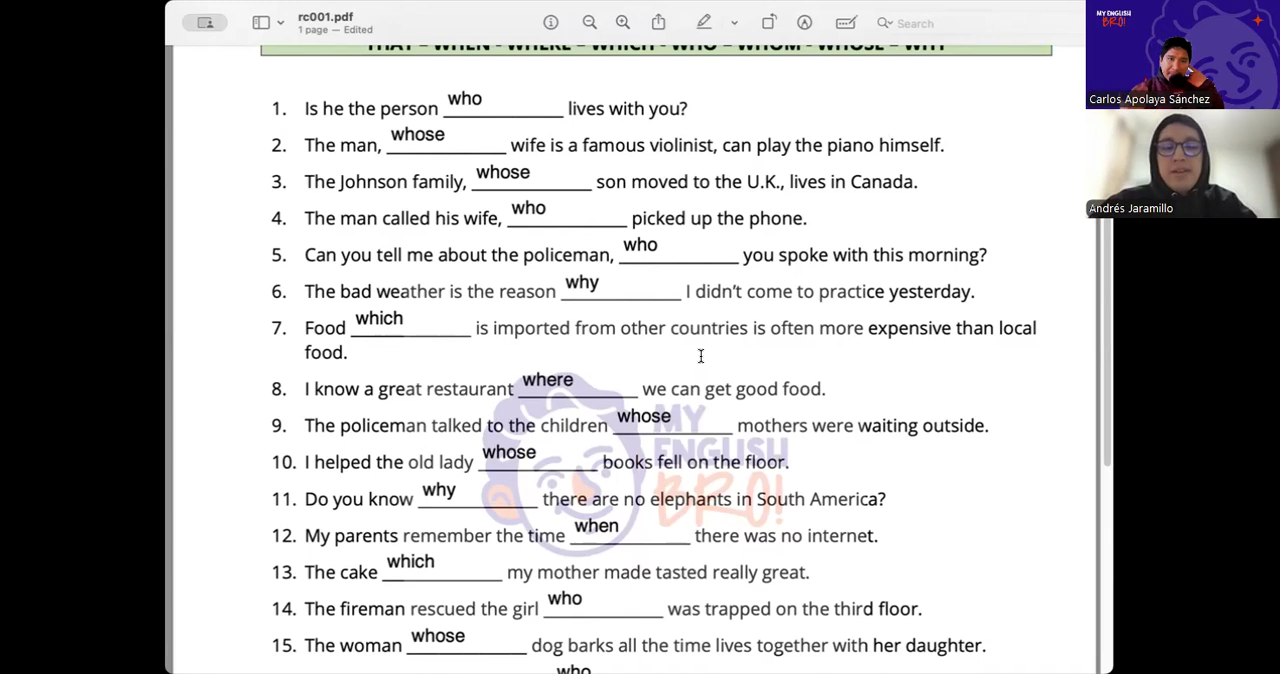 rc001.pdf
1 page — Edited
Search
THAT – WHEN - WHERE – WHICH - WHO – WHOM - WHOSE – WHY
1. Is he the person who lives with you?
2. The man, whose wife is a famous violinist, can play the piano himself.
3. The Johnson family, whose son moved to the U.K., lives in Canada.
4. The man called his wife, who picked up the phone.
5. Can you tell me about the policeman, who you spoke with this morning?
6. The bad weather is the reason why I didn't come to practice yesterday.
7. Food which is imported from other countries is often more expensive than local
food.
8. I know a great restaurant where we can get good food.
9. The policeman talked to the children whose mothers were waiting outside.
10. I helped the old lady whose books fell on the floor.
11. Do you know why there are no elephants in South America?
12. My parents remember the time when there was no internet.
13. The cake which my mother made tasted really great.
14. The fireman rescued the girl who was trapped on the third floor.
15. The woman whose dog barks all the time lives together with her daughter.
who
MY
ENGLISH
BRO!
MY ENGLISH
BRO!
Carlos Apolaya Sánchez
Andrés Jaramillo